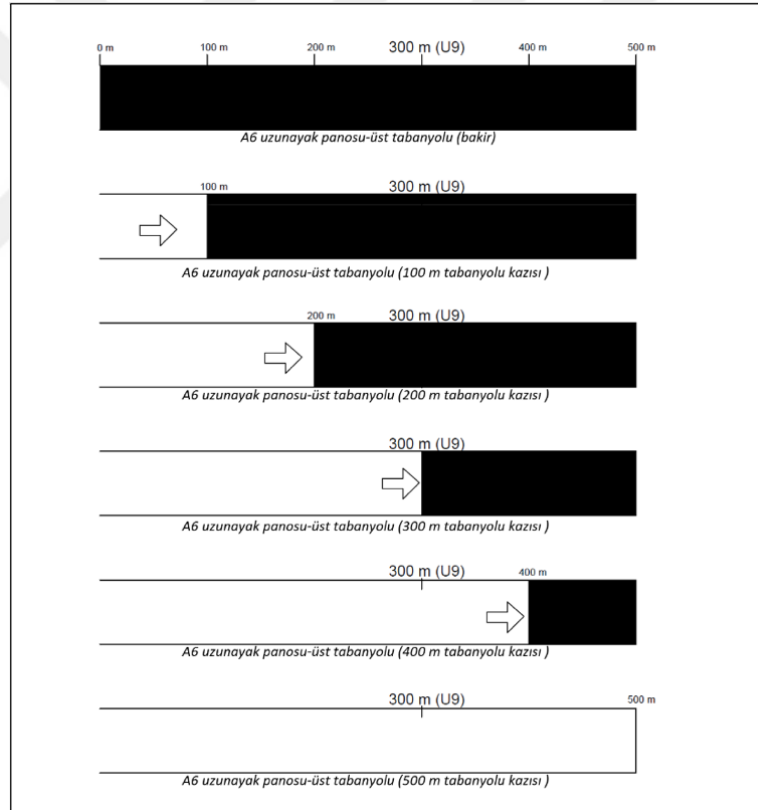 0 m 100 m 200 m 300 m (U9) 400 m 500 m
A6 uzunayak panosu-üst tabanyolu (bakir)
100 m 300 m (U9)
A6 uzunayak panosu-üst tabanyolu (100 m tabanyolu kazısı )
200 m 300 m (U9)
A6 uzunayak panosu-üst tabanyolu (200 m tabanyolu kazısı )
300 m (U9)
A6 uzunayak panosu-üst tabanyolu (300 m tabanyolu kazısı )
300 m (U9) 400 m
A6 uzunayak panosu-üst tabanyolu (400 m tabanyolu kazısı )
300 m (U9) 500 m
A6 uzunayak panosu-üst tabanyolu (500 m tabanyolu kazısı )